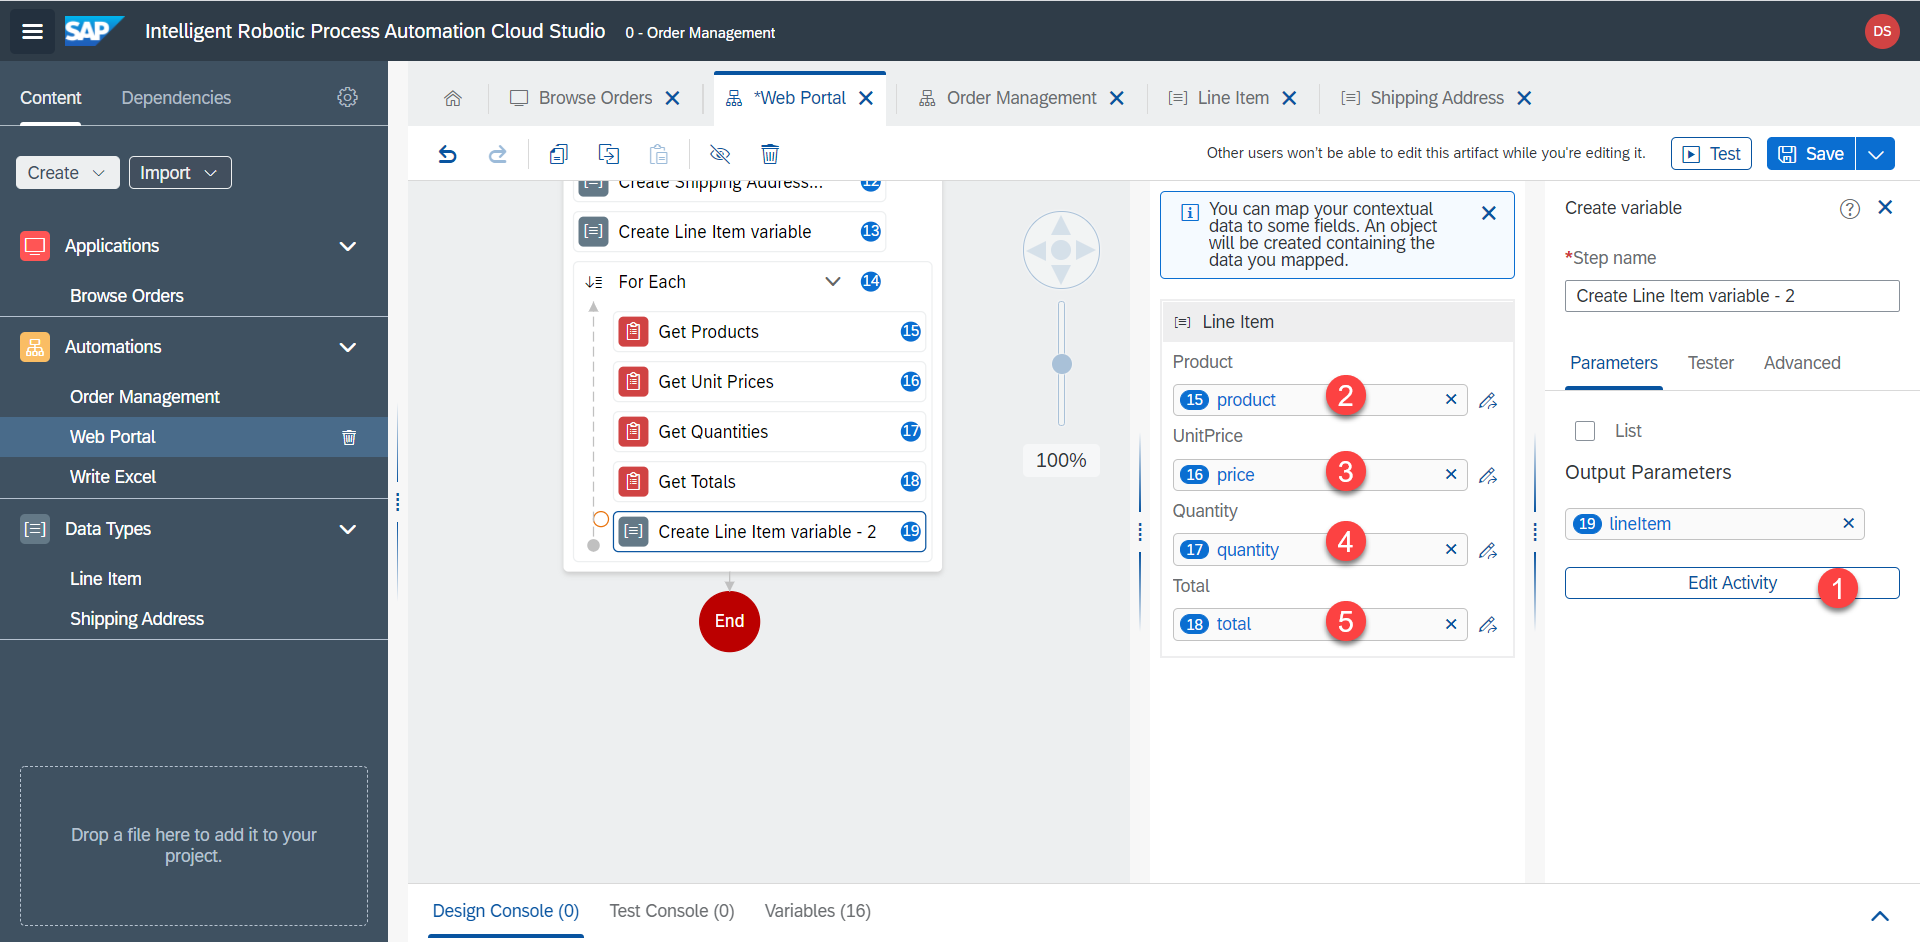 SAP Intelligent Robotic Process Automation Cloud Studio 0 - Order Management DS
Content Dependencies
Create Import
Applications
Browse Orders
Automations
Order Management
Web Portal
Write Excel
Data Types
Line Item
Shipping Address
Drop a file here to add it to your
project.
Browse Orders *Web Portal Order Management Line Item Shipping Address
Other users won't be able to edit this artifact while you're editing it. Test Save
Create Shipping Address... 12
Create Line Item variable 13
For Each 14
Get Products 15
Get Unit Prices 16
Get Quantities 17
Get Totals 18
Create Line Item variable - 2 19
End
100%
You can map your contextual
data to some fields. An object
will be created containing the
data you mapped.
Line Item
Product
15 product 2
UnitPrice
16 price 3
Quantity
17 quantity 4
Total
18 total 5
Create variable
*Step name
Create Line Item variable - 2
Parameters Tester Advanced
List
Output Parameters
19 lineItem
Edit Activity 1
Design Console (0) Test Console (0) Variables (16)